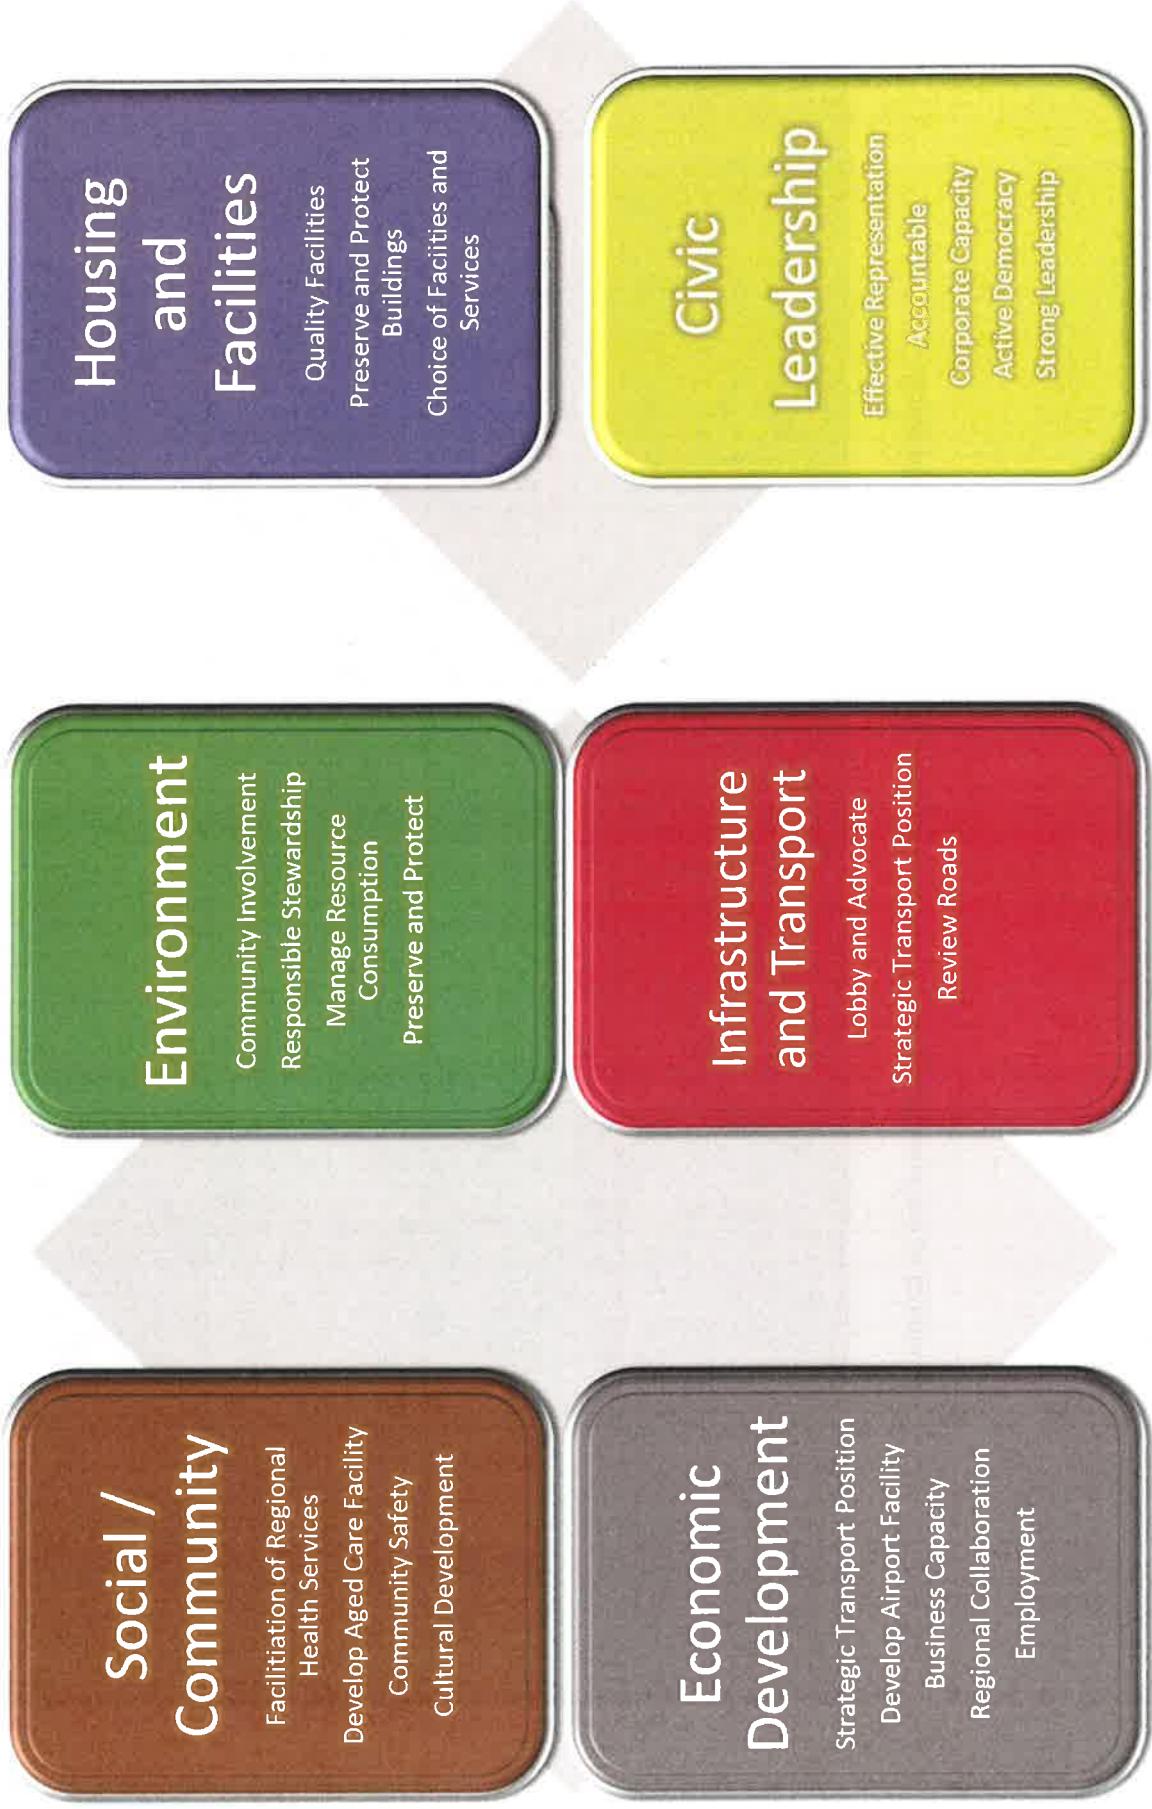 Social /
Community
Facilitiation of Regional
Health Services
Develop Aged Care Facility
Community Safety
Cultural Development
Environment
Community Involvement
Responsible Stewardship
Manage Resource
Consumption
Preserve and Protect
Housing
and
Facilities
Quality Facilities
Preserve and Protect
Buildings
Choice of Faciities and
Services
Economic
Development
Strategic Transport Position
Develop Airport Facility
Business Capacity
Regional Collaboration
Employment
Infrastructure
and Transport
Lobby and Advocate
Strategic Transport Position
Review Roads
Civic
Leadership
Effective Representation
Accountable
Corporate Capacity
Active Democracy
Strong Leadership